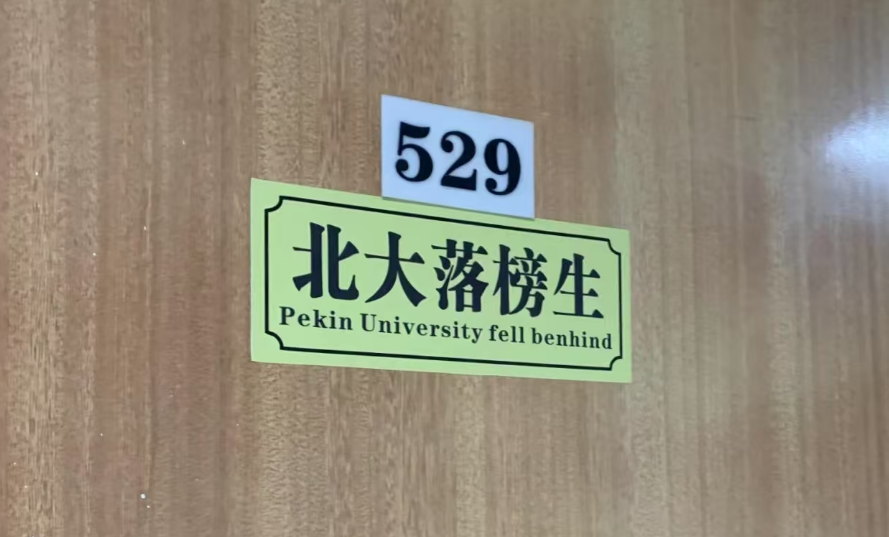 529
北大落榜生
Pekin University fell benhind